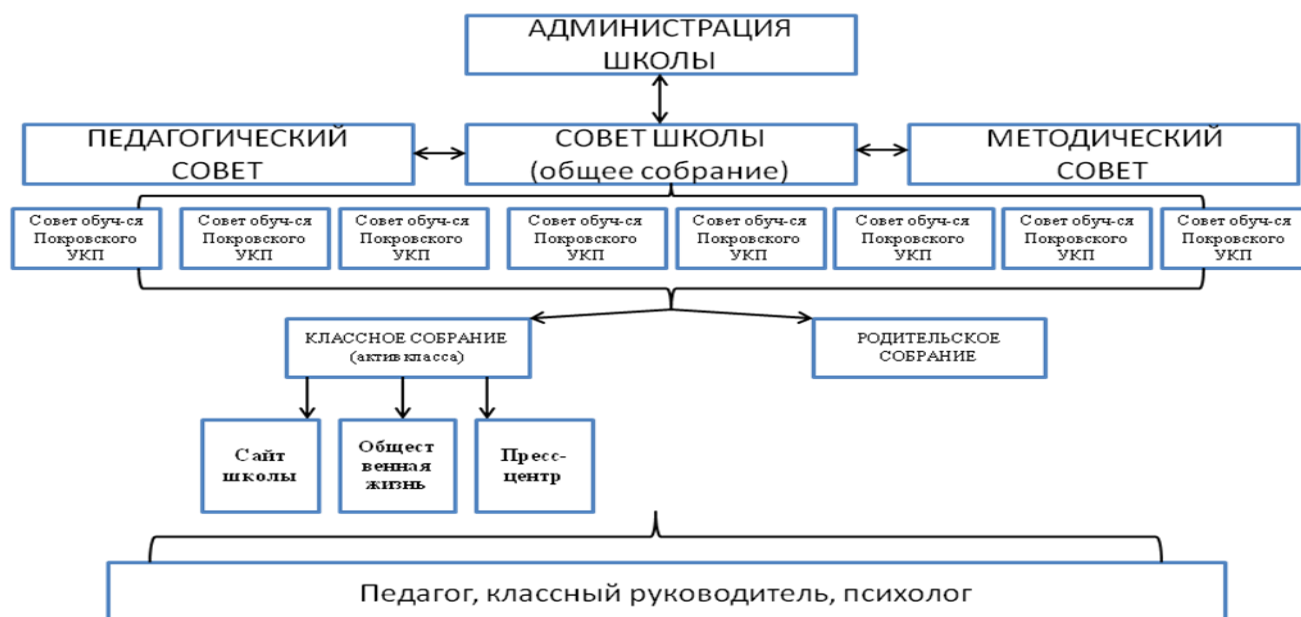 АДМИНИСТРАЦИЯ
ШКОЛЫ
ПЕДАГОГИЧЕСКИЙ
СОВЕТ
СОВЕТ ШКОЛЫ
(общее собрание)
МЕТОДИЧЕСКИЙ
СОВЕТ
Совет обуч-ся
Покровского
УКП
Совет обуч-ся
Покровского
УКП
Совет обуч-ся
Покровского
УКП
Совет обуч-ся
Покровского
УКП
Совет обуч-ся
Покровского
УКП
Совет обуч-ся
Покровского
УКП
Совет обуч-ся
Покровского
УКП
Совет обуч-ся
Покровского
УКП
КЛАССНОЕ СОБРАНИЕ
(актив класса)
РОДИТЕЛЬСКОЕ
СОБРАНИЕ
Сайт
школы
Общест
венная
жизнь
Пресс-
центр
Педагог, классный руководитель, психолог